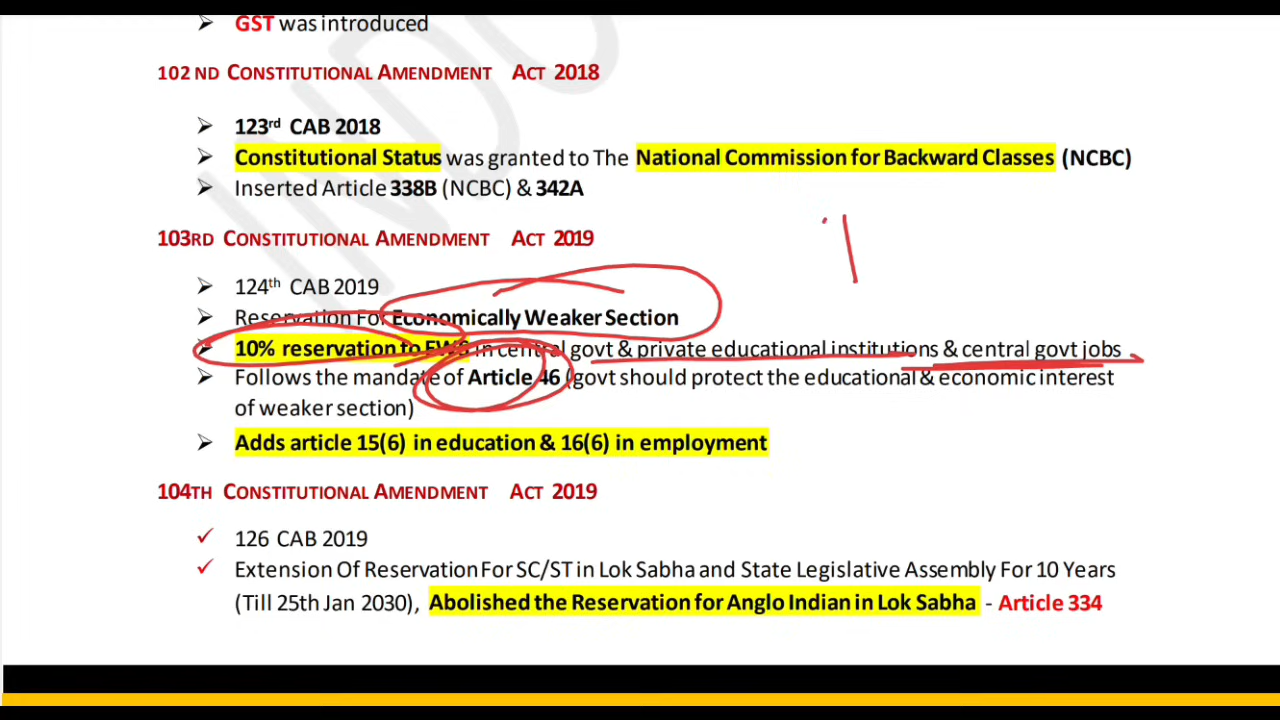 ➢ GST was introduced
102 ND CONSTITUTIONAL AMENDMENT ACT 2018
➢ 123rd CAB 2018
➢ Constitutional Status was granted to The National Commission for Backward Classes (NCBC)
➢ Inserted Article 338B (NCBC) & 342A
103RD CONSTITUTIONAL AMENDMENT ACT 2019
➢ 124th CAB 2019
➢ Reservation For Economically Weaker Section
➢ 10% reservation to EWS in central govt & private educational institutions & central govt jobs
➢ Follows the mandate of Article 46 (govt should protect the educational & economic interest
of weaker section)
➢ Adds article 15(6) in education & 16(6) in employment
104TH CONSTITUTIONAL AMENDMENT ACT 2019
✓ 126 CAB 2019
✓ Extension Of Reservation For SC/ST in Lok Sabha and State Legislative Assembly For 10 Years
(Till 25th Jan 2030), Abolished the Reservation for Anglo Indian in Lok Sabha - Article 334